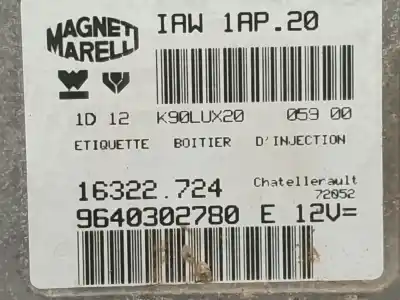 MAGNETI MARELLI
IAW 1AP.20
1D 12 K90LUX20 059 00
ETIQUETTE BOITIER D'INJECTION
16322.724 Chatellerault
72052
9640302780 E 12V=